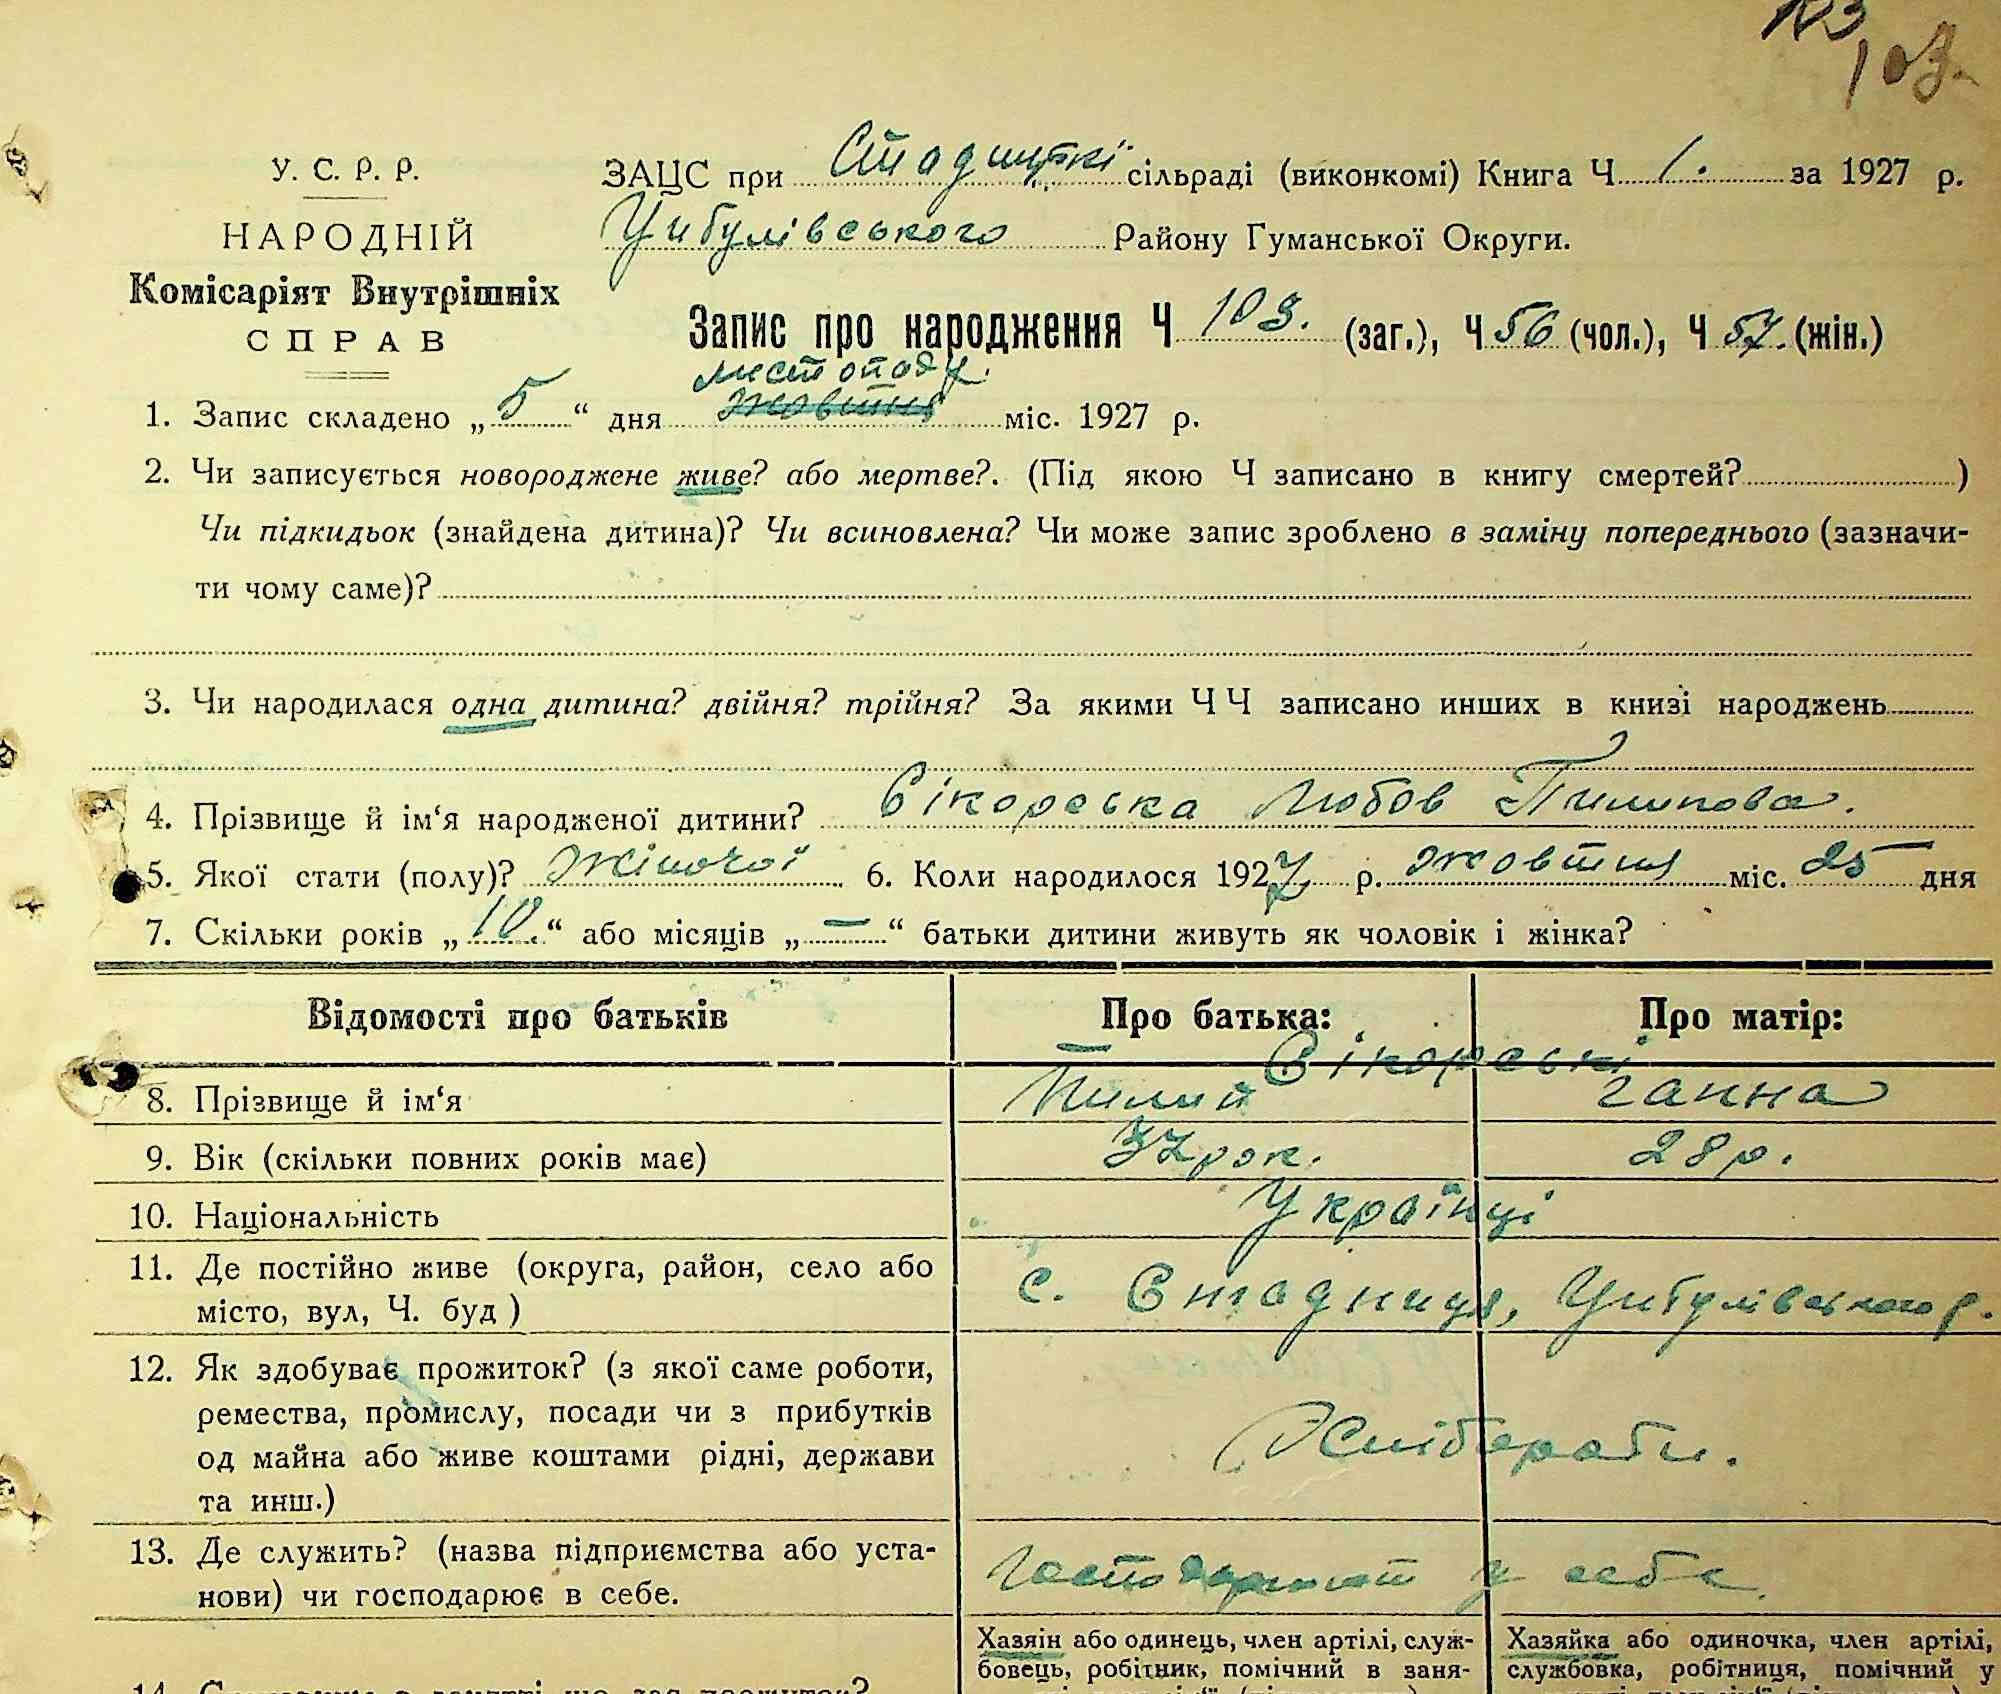 103
103
У. С. Р. Р.
НАРОДНІЙ
Комісаріят Внутрішніх
СПРАВ
ЗАЦС при Стадницькі сільраді (виконкомі) Книга Ч 1. за 1927 р.
Цибулівського Району Гуманської Округи.
Запис про народження Ч 103. (заг.), Ч 56 (чол.), Ч 57. (жін.)
листопаду.
1. Запис складено „ 5 “ дня жовтня міс. 1927 р.
2. Чи записується новороджене живе? або мертве?. (Під якою Ч записано в книгу смертей? )
Чи підкидьок (знайдена дитина)? Чи всиновлена? Чи може запис зроблено в заміну попереднього (зазначи-
ти чому саме)?
3. Чи народилася одна дитина? двійня? трійня? За якими Ч Ч записано инших в книзі народжень
4. Прізвище й ім‘я народженої дитини? Сікорська Любов Пилипова.
5. Якої стати (полу)? Жіночої 6. Коли народилося 1927 р. жовтня міс. 25 дня
7. Скільки років „ 10. “ або місяців „ — “ батьки дитини живуть як чоловік і жінка?
Відомості про батьків Про батька: Про матір:
Сікорські
8. Прізвище й ім‘я Пилип Ганна
9. Вік (скільки повних років має) 32 рок. 28 р.
10. Національність Українці
11. Де постійно живе (округа, район, село або
місто, вул, Ч. буд ) с. Стадниця, Цибулівського р.
12. Як здобуває прожиток? (з якої саме роботи,
ремества, промислу, посади чи з прибутків
од майна або живе коштами рідні, держави
та инш.) Хлібороби.
13. Де служить? (назва підприємства або уста-
нови) чи господарює в себе. Господарюют у себе
Хазяін або одинець, член артілі, служ- Хазяйка або одиночка, член артілі,
бовець, робітник, помічний в заня- службовка, робітниця, помічний у